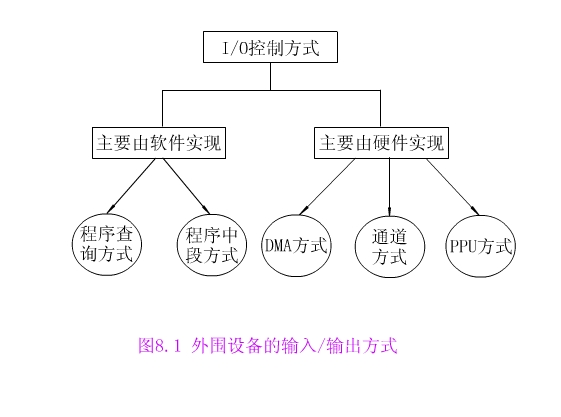 I/O控制方式
主要由软件实现
主要由硬件实现
程序查
询方式
程序中
段方式
DMA方式
通道
方式
PPU方式
图8.1 外围设备的输入/输出方式